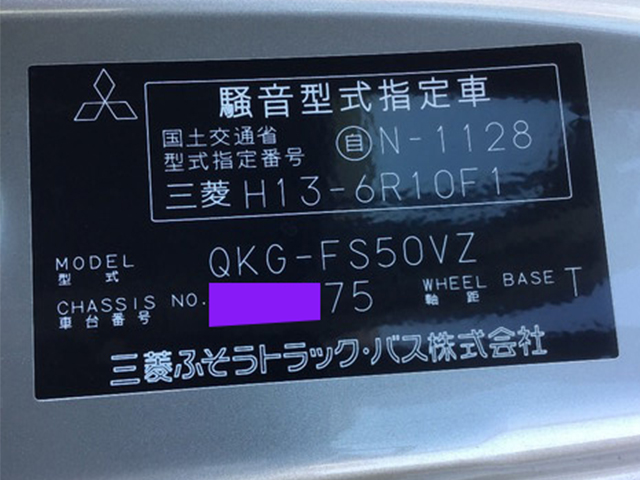 騒音型式指定車
国土交通省
型式指定番号 自 N-1128
三菱 H13-6R10F1
MODEL QKG-FS50VZ
型式
CHASSIS NO. 75 WHEEL BASE T
車台番号 軸距
三菱ふそうトラック・バス株式会社